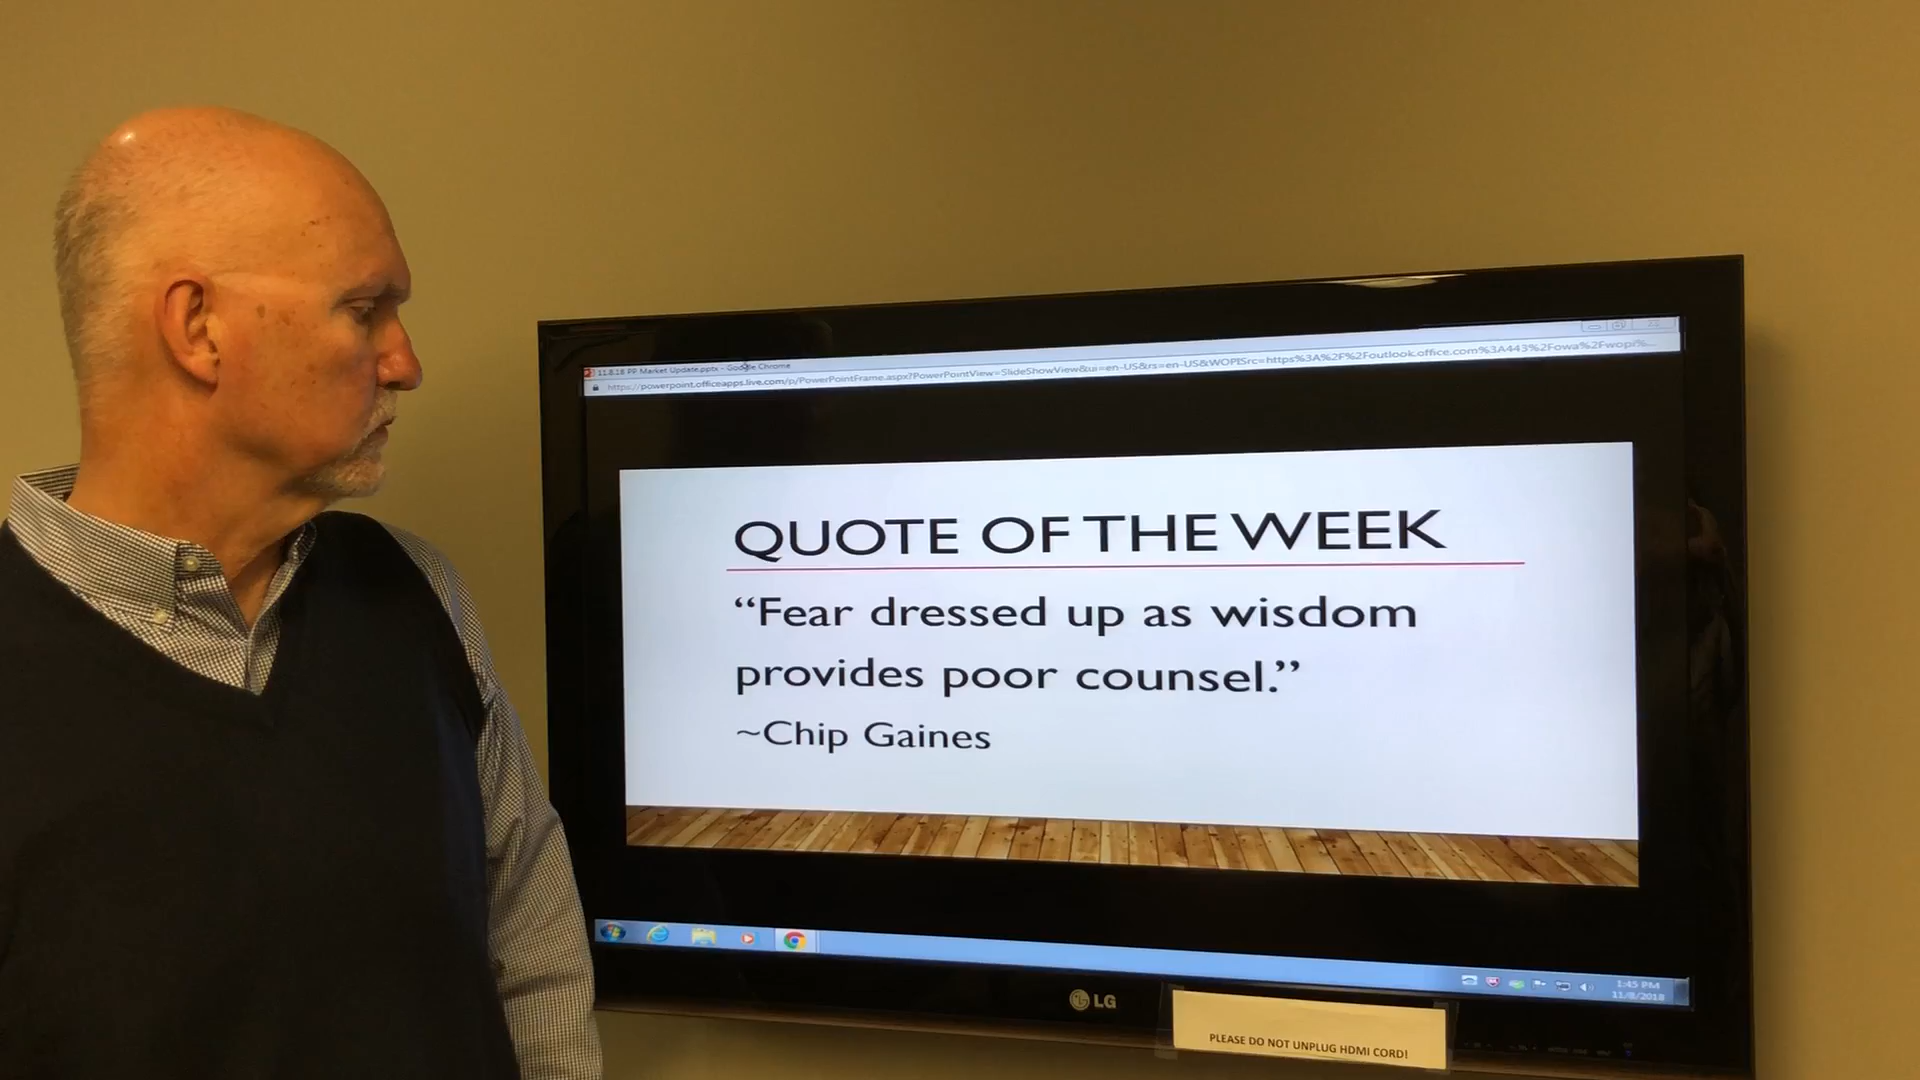 11.8.18 PP Market Update.pptx - Google Chrome
https://powerpoint.officeapps.live.com/p/PowerPointFrame.aspx?PowerPointView=SlideShowView&ui=en-US&rs=en-US&WOPISrc=https%3A%2F%2Foutlook.office.com%3A443%2Fowa%2Fwopi%...
QUOTE OF THE WEEK
“Fear dressed up as wisdom
provides poor counsel.”
~Chip Gaines
1:45 PM
11/8/2018
LG
PLEASE DO NOT UNPLUG HDMI CORD!